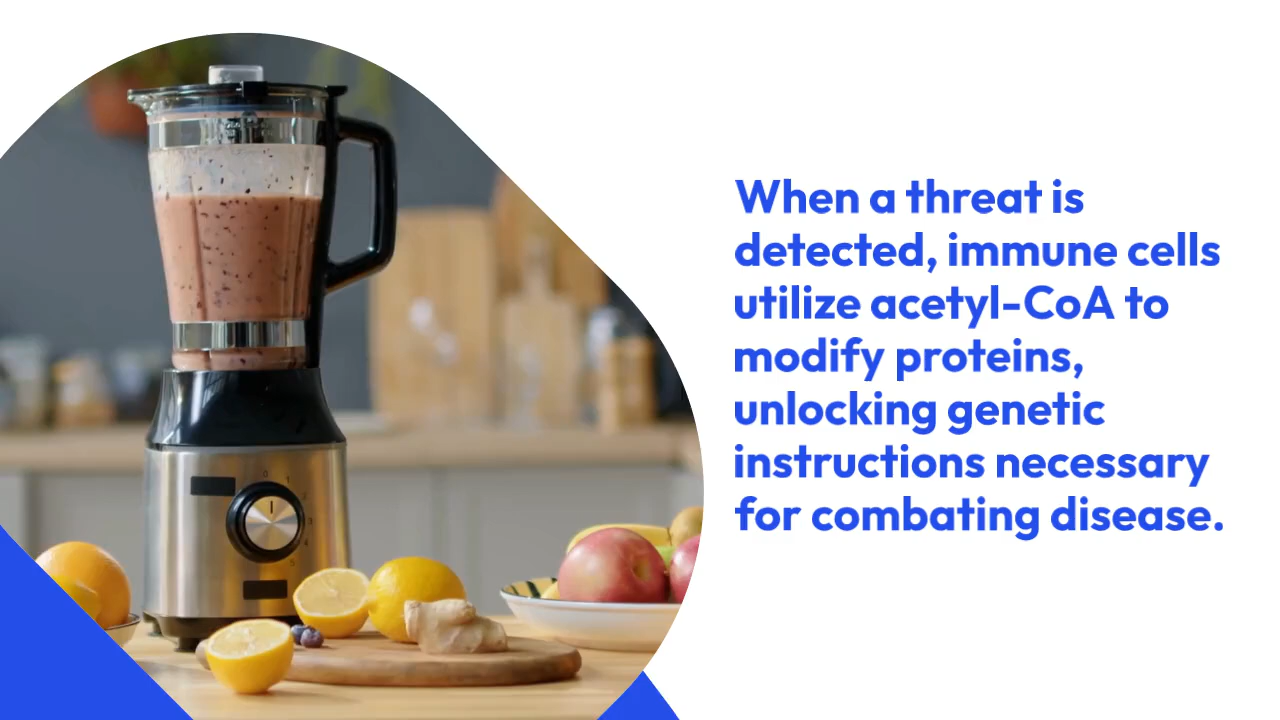 When a threat is
detected, immune cells
utilize acetyl-CoA to
modify proteins,
unlocking genetic
instructions necessary
for combating disease.